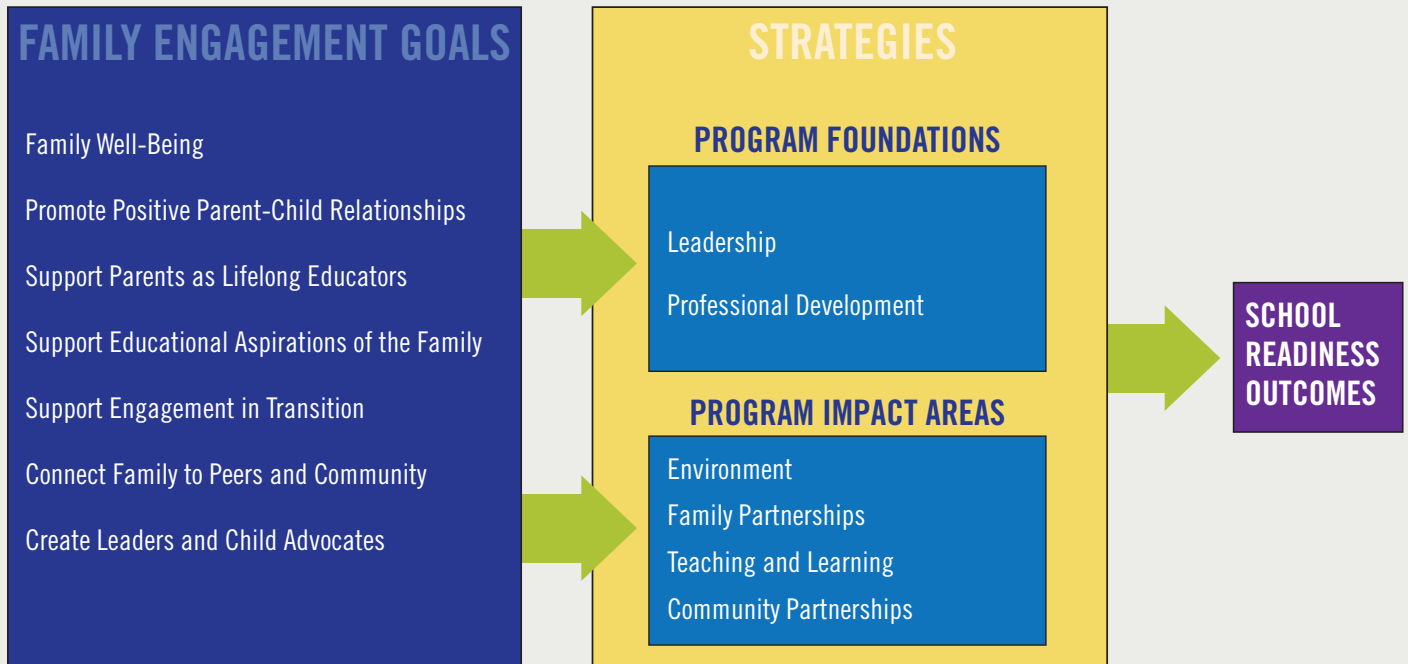 FAMILY ENGAGEMENT GOALS
Family Well-Being
Promote Positive Parent-Child Relationships
Support Parents as Lifelong Educators
Support Educational Aspirations of the Family
Support Engagement in Transition
Connect Family to Peers and Community
Create Leaders and Child Advocates
STRATEGIES
PROGRAM FOUNDATIONS
Leadership
Professional Development
PROGRAM IMPACT AREAS
Environment
Family Partnerships
Teaching and Learning
Community Partnerships
SCHOOL
READINESS
OUTCOMES